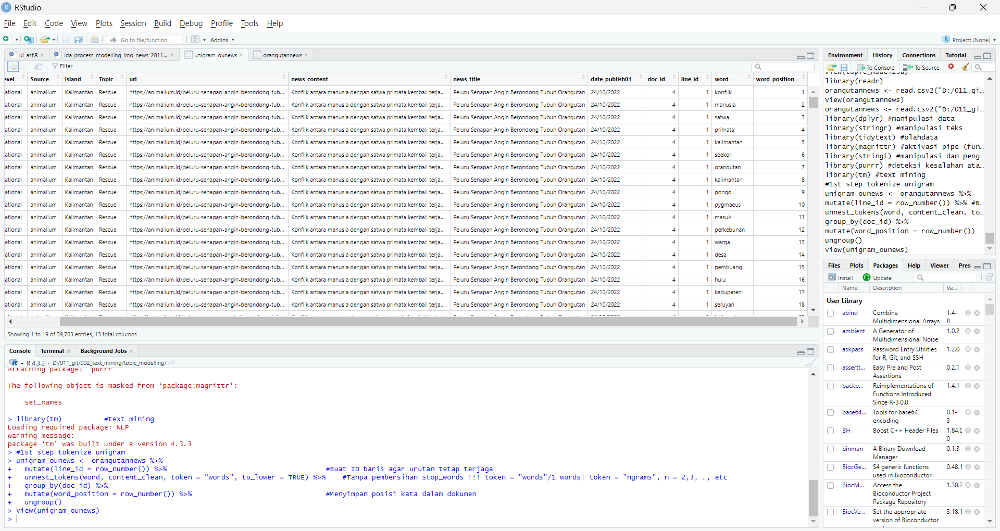 RStudio
File Edit Code View Plots Session Build Debug Profile Tools Help
Go to file/function Addins Project: (None)
ui_asf.R lda_process_modelling_imo-news_2011... unigram_ounews orangutannews
Filter
evel Source Island Topic url news_content news_title date_publish01 doc_id line_id word word_position
ational animalium Kalimantan Rescue https://animalium.id/peluru-senapan-angin-berondong-tub... Konflik antara manusia dengan satwa primata kembali terja... Peluru Senapan Angin Berondong Tubuh Orangutan 24/10/2022 4 1 konflik 1
ational animalium Kalimantan Rescue https://animalium.id/peluru-senapan-angin-berondong-tub... Konflik antara manusia dengan satwa primata kembali terja... Peluru Senapan Angin Berondong Tubuh Orangutan 24/10/2022 4 1 manusia 2
ational animalium Kalimantan Rescue https://animalium.id/peluru-senapan-angin-berondong-tub... Konflik antara manusia dengan satwa primata kembali terja... Peluru Senapan Angin Berondong Tubuh Orangutan 24/10/2022 4 1 satwa 3
ational animalium Kalimantan Rescue https://animalium.id/peluru-senapan-angin-berondong-tub... Konflik antara manusia dengan satwa primata kembali terja... Peluru Senapan Angin Berondong Tubuh Orangutan 24/10/2022 4 1 primata 4
ational animalium Kalimantan Rescue https://animalium.id/peluru-senapan-angin-berondong-tub... Konflik antara manusia dengan satwa primata kembali terja... Peluru Senapan Angin Berondong Tubuh Orangutan 24/10/2022 4 1 kalimantan 5
ational animalium Kalimantan Rescue https://animalium.id/peluru-senapan-angin-berondong-tub... Konflik antara manusia dengan satwa primata kembali terja... Peluru Senapan Angin Berondong Tubuh Orangutan 24/10/2022 4 1 seekor 6
ational animalium Kalimantan Rescue https://animalium.id/peluru-senapan-angin-berondong-tub... Konflik antara manusia dengan satwa primata kembali terja... Peluru Senapan Angin Berondong Tubuh Orangutan 24/10/2022 4 1 orangutan 7
ational animalium Kalimantan Rescue https://animalium.id/peluru-senapan-angin-berondong-tub... Konflik antara manusia dengan satwa primata kembali terja... Peluru Senapan Angin Berondong Tubuh Orangutan 24/10/2022 4 1 kalimantan 8
ational animalium Kalimantan Rescue https://animalium.id/peluru-senapan-angin-berondong-tub... Konflik antara manusia dengan satwa primata kembali terja... Peluru Senapan Angin Berondong Tubuh Orangutan 24/10/2022 4 1 pongo 9
ational animalium Kalimantan Rescue https://animalium.id/peluru-senapan-angin-berondong-tub... Konflik antara manusia dengan satwa primata kembali terja... Peluru Senapan Angin Berondong Tubuh Orangutan 24/10/2022 4 1 pygmaeus 10
ational animalium Kalimantan Rescue https://animalium.id/peluru-senapan-angin-berondong-tub... Konflik antara manusia dengan satwa primata kembali terja... Peluru Senapan Angin Berondong Tubuh Orangutan 24/10/2022 4 1 masuk 11
ational animalium Kalimantan Rescue https://animalium.id/peluru-senapan-angin-berondong-tub... Konflik antara manusia dengan satwa primata kembali terja... Peluru Senapan Angin Berondong Tubuh Orangutan 24/10/2022 4 1 perkebunan 12
ational animalium Kalimantan Rescue https://animalium.id/peluru-senapan-angin-berondong-tub... Konflik antara manusia dengan satwa primata kembali terja... Peluru Senapan Angin Berondong Tubuh Orangutan 24/10/2022 4 1 warga 13
ational animalium Kalimantan Rescue https://animalium.id/peluru-senapan-angin-berondong-tub... Konflik antara manusia dengan satwa primata kembali terja... Peluru Senapan Angin Berondong Tubuh Orangutan 24/10/2022 4 1 desa 14
ational animalium Kalimantan Rescue https://animalium.id/peluru-senapan-angin-berondong-tub... Konflik antara manusia dengan satwa primata kembali terja... Peluru Senapan Angin Berondong Tubuh Orangutan 24/10/2022 4 1 pembuang 15
ational animalium Kalimantan Rescue https://animalium.id/peluru-senapan-angin-berondong-tub... Konflik antara manusia dengan satwa primata kembali terja... Peluru Senapan Angin Berondong Tubuh Orangutan 24/10/2022 4 1 hulu 16
ational animalium Kalimantan Rescue https://animalium.id/peluru-senapan-angin-berondong-tub... Konflik antara manusia dengan satwa primata kembali terja... Peluru Senapan Angin Berondong Tubuh Orangutan 24/10/2022 4 1 kabupaten 17
ational animalium Kalimantan Rescue https://animalium.id/peluru-senapan-angin-berondong-tub... Konflik antara manusia dengan satwa primata kembali terja... Peluru Senapan Angin Berondong Tubuh Orangutan 24/10/2022 4 1 seruyan 18
Showing 1 to 19 of 39,763 entries, 13 total columns
Console Terminal Background Jobs
R 4.3.2 · D:/011_git/002_text_mining/topic_modelling/
Attaching package: ‘purrr’
The following object is masked from ‘package:magrittr’:
set_names
> library(tm) #text mining
Loading required package: NLP
Warning message:
package ‘tm’ was built under R version 4.3.3
> #1st step tokenize unigram
> unigram_ounews <- orangutannews %>%
+ mutate(line_id = row_number()) %>% #Buat ID baris agar urutan tetap terjaga
+ unnest_tokens(word, content_clean, token = "words", to_lower = TRUE) %>% #Tanpa pembersihan stop_words !!! token = "words"/1 words| token = "ngrams", n = 2,3, ., etc
+ group_by(doc_id) %>%
+ mutate(word_position = row_number()) %>% #Menyimpan posisi kata dalam dokumen
+ ungroup()
> View(unigram_ounews)
>
Environment History Connections Tutorial
To Console To Source
View(topic_modelija)
library(readr)
orangutannews <- read.csv2("D:/011_gi...
View(orangutannews)
orangutannews <- read.csv2("D:/011_gi...
library(dplyr) #manipulasi data
library(stringr) #manipulasi teks
library(tidytext) #olahdata
library(magrittr) #aktivasi pipe (fun...
library(stringi) #manipulasi dan peng...
library(purrr) #deteksi kesalahan ata...
library(tm) #text mining
#1st step tokenize unigram
unigram_ounews <- orangutannews %>%
mutate(line_id = row_number()) %>% #B...
unnest_tokens(word, content_clean, to...
group_by(doc_id) %>%
mutate(word_position = row_number()) ...
ungroup()
View(unigram_ounews)
Files Plots Packages Help Viewer Pres
Install Update
Name Description Ve...
User Library
abind Combine Multidimensional Arrays 1.4-8
ambient A Generator of Multidimensional Noise 1.0.2
askpass Password Entry Utilities for R, Git, and SSH 1.2.0
assertt... Easy Pre and Post Assertions 0.2.1
backp... Reimplementations of Functions Introduced Since R-3.0.0 1.4.1
base64... Tools for base64 encoding 0.1-3
BH Boost C++ Header Files 1.84.0 0
binman A Binary Download Manager 0.1.3
BiocGe... S4 generic functions used in Bioconductor 0.48.1
BiocM... Access the Bioconductor Project Package Repository 1.30.2
BiocVe... Set the appropriate version of Bioconductor 3.18.1